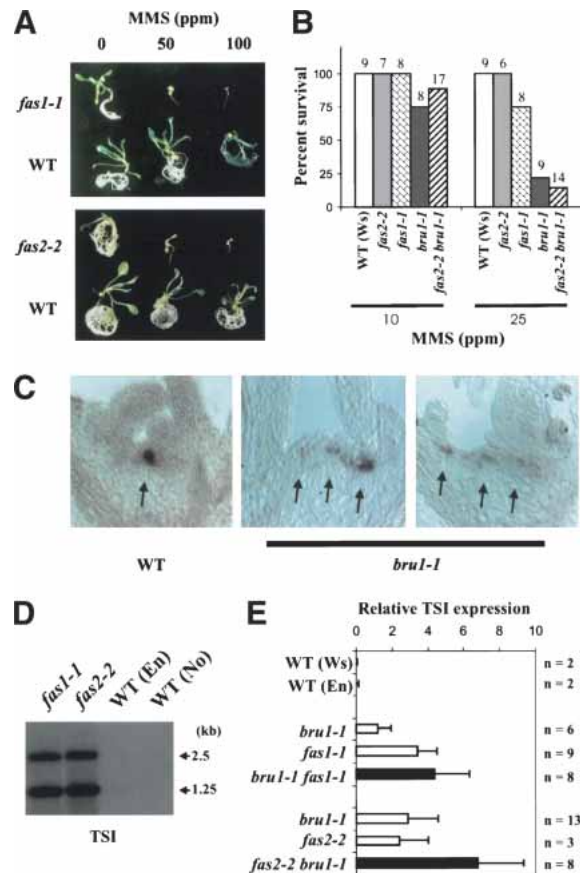 A
MMS (ppm)
0 50 100
fas1-1
WT
fas2-2
WT
B
Percent survival
100
75
50
25
0
9 7 8 8 17
9 6 8 9 14
WT (Ws) fas2-2 fas1-1 bru1-1 fas2-2 bru1-1
WT (Ws) fas2-2 fas1-1 bru1-1 fas2-2 bru1-1
10 25
MMS (ppm)
C
WT bru1-1
D
fas1-1 fas2-2 WT (En) WT (No)
(kb)
2.5
1.25
TSI
E
Relative TSI expression
0 2 4 6 8 10
WT (Ws) n = 2
WT (En) n = 2
bru1-1 n = 6
fas1-1 n = 9
bru1-1 fas1-1 n = 8
bru1-1 n = 13
fas2-2 n = 3
fas2-2 bru1-1 n = 8